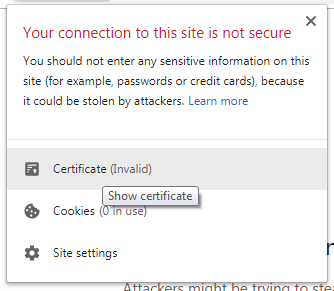 Your connection to this site is not secure
You should not enter any sensitive information on this
site (for example, passwords or credit cards), because
it could be stolen by attackers. Learn more
Certificate (Invalid)
Show certificate
Cookies (0 in use)
Site settings
Attackers might be trying to